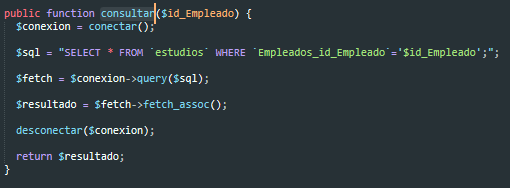 public function consultar($id_Empleado) {
$conexion = conectar();
$sql = "SELECT * FROM `estudios` WHERE `Empleados_id_Empleado`='$id_Empleado';";
$fetch = $conexion->query($sql);
$resultado = $fetch->fetch_assoc();
desconectar($conexion);
return $resultado;
}